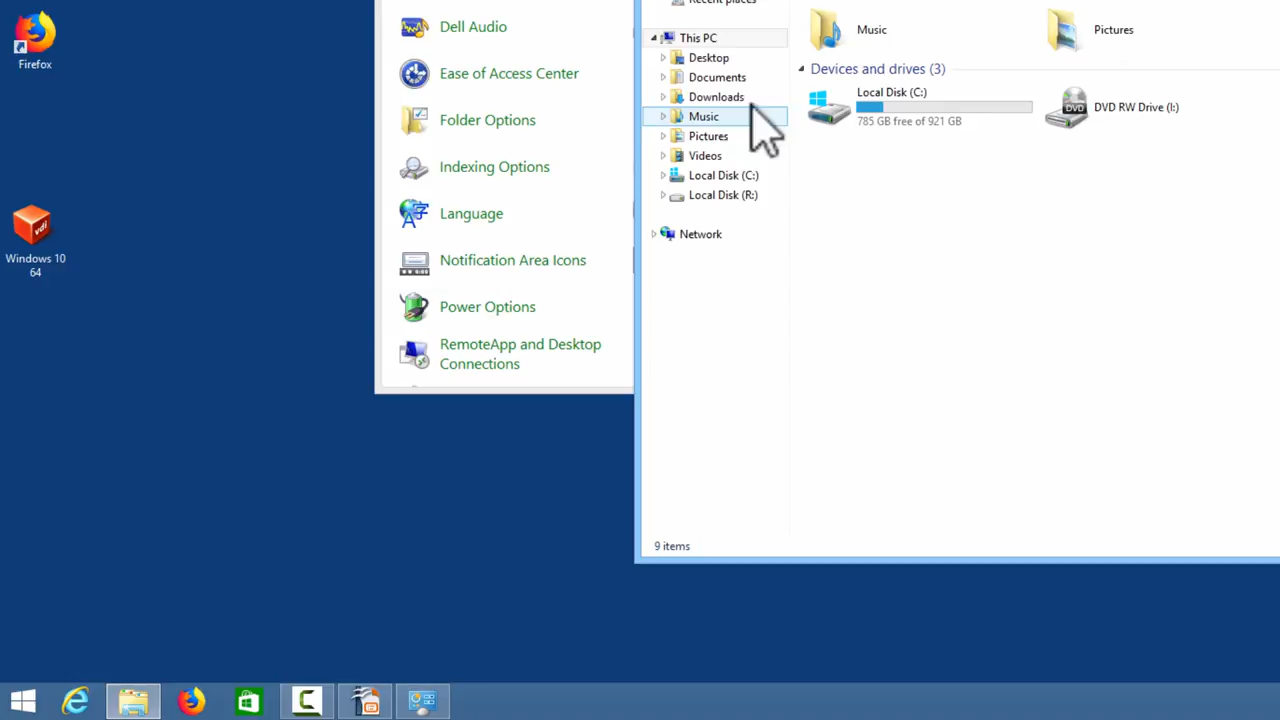 Firefox
Windows 10
64
vdi
Dell Audio
Ease of Access Center
Folder Options
Indexing Options
Language
Notification Area Icons
Power Options
RemoteApp and Desktop
Connections
Recent places
This PC
Desktop
Documents
Downloads
Music
Pictures
Videos
Local Disk (C:)
Local Disk (R:)
Network
9 items
Music
Pictures
Devices and drives (3)
Local Disk (C:)
785 GB free of 921 GB
DVD
DVD RW Drive (I:)